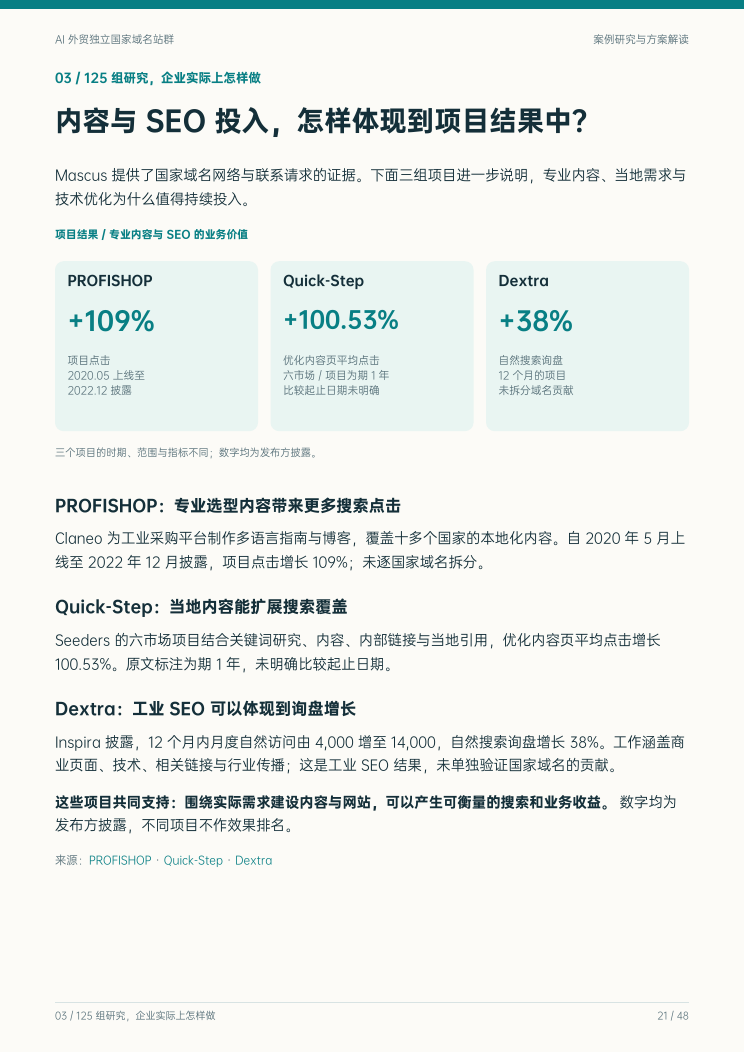 AI 外贸独立国家域名站群
案例研究与方案解读
03 / 125 组研究，企业实际上怎样做
内容与 SEO 投入，怎样体现到项目结果中？
Mascus 提供了国家域名网络与联系请求的证据。下面三组项目进一步说明，专业内容、当地需求与
技术优化为什么值得持续投入。
项目结果 / 专业内容与 SEO 的业务价值
PROFISHOP
+109%
项目点击
2020.05 上线至
2022.12 披露
Quick-Step
+100.53%
优化内容页平均点击
六市场 / 项目为期 1 年
比较起止日期未明确
Dextra
+38%
自然搜索询盘
12 个月的项目
未拆分域名贡献
三个项目的时期、范围与指标不同；数字均为发布方披露。
PROFISHOP：专业选型内容带来更多搜索点击
Claneo 为工业采购平台制作多语言指南与博客，覆盖十多个国家的本地化内容。自 2020 年 5 月上
线至 2022 年 12 月披露，项目点击增长 109%；未逐国家域名拆分。
Quick-Step：当地内容能扩展搜索覆盖
Seeders 的六市场项目结合关键词研究、内容、内部链接与当地引用，优化内容页平均点击增长
100.53%。原文标注为期 1 年，未明确比较起止日期。
Dextra：工业 SEO 可以体现到询盘增长
Inspira 披露，12 个月内月度自然访问由 4,000 增至 14,000，自然搜索询盘增长 38%。工作涵盖商
业页面、技术、相关链接与行业传播；这是工业 SEO 结果，未单独验证国家域名的贡献。
这些项目共同支持：围绕实际需求建设内容与网站，可以产生可衡量的搜索和业务收益。 数字均为
发布方披露，不同项目不作效果排名。
来源：PROFISHOP · Quick-Step · Dextra
03 / 125 组研究，企业实际上怎样做
21 / 48